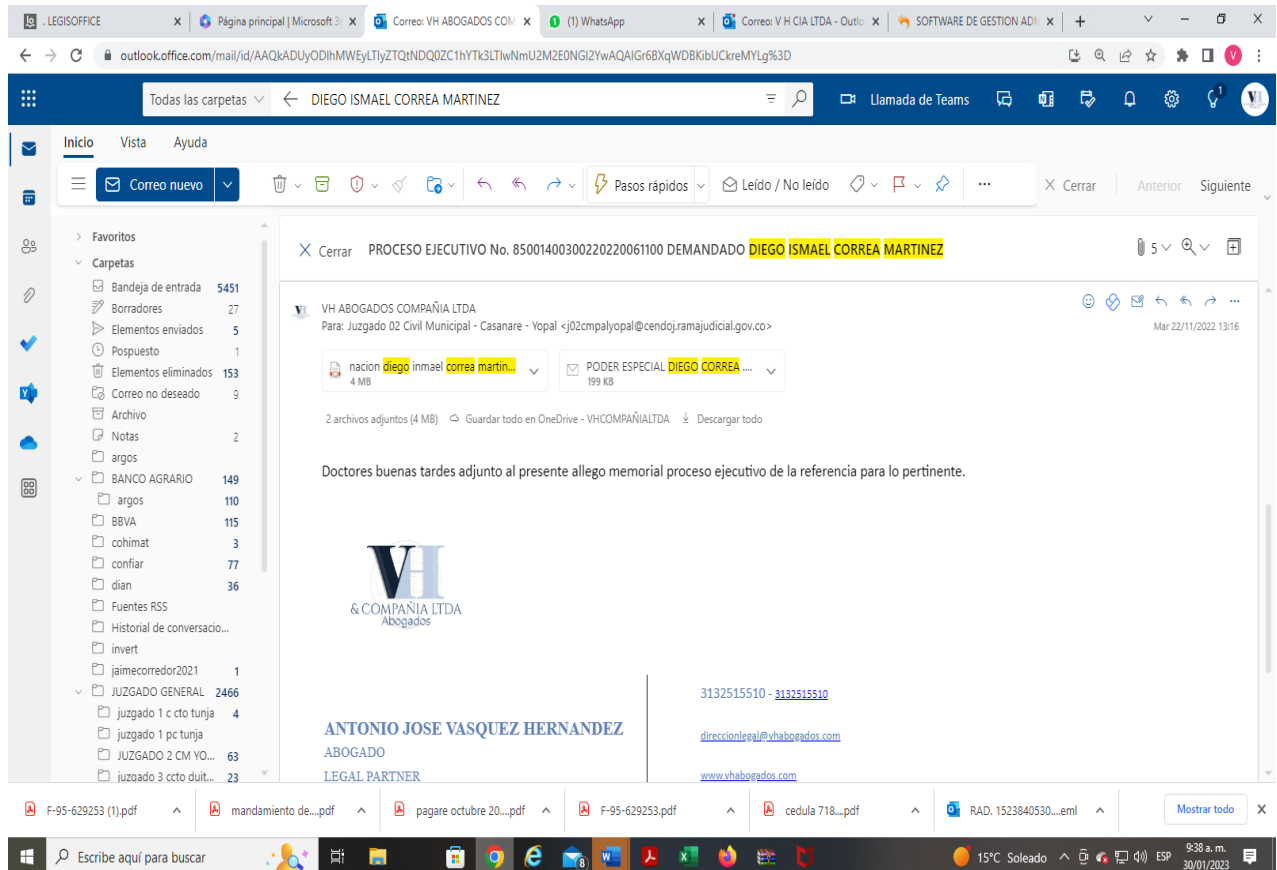 . LEGISOFFICE
Página principal | Microsoft 36
Correo: VH ABOGADOS COM
(1) WhatsApp
Correo: V H CIA LTDA - Outlo
SOFTWARE DE GESTION ADM
outlook.office.com/mail/id/
Todas las carpetas
DIEGO ISMAEL CORREA MARTINEZ
Llamada de Teams
1
Inicio Vista Ayuda
Correo nuevo
Pasos rápidos
Leído / No leído
Cerrar
Anterior
Siguiente
Favoritos
Carpetas
Bandeja de entrada 5451
Borradores 27
Elementos enviados 5
Pospuesto 1
Elementos eliminados 153
Correo no deseado 9
Archivo
Notas 2
argos
BANCO AGRARIO 149
argos 110
BBVA 115
cohimat 3
confiar 77
dian 36
Fuentes RSS
Historial de conversacio...
invert
jaimecorredor2021 1
JUZGADO GENERAL 2466
juzgado 1 c cto tunja 4
juzgado 1 pc tunja
JUZGADO 2 CM YO... 63
juzgado 3 ccto duit... 23
Cerrar PROCESO EJECUTIVO No. 85001400300220220061100 DEMANDADO DIEGO ISMAEL CORREA MARTINEZ
5
VH ABOGADOS COMPAÑIA LTDA
Para: Juzgado 02 Civil Municipal - Casanare - Yopal <j02cmpalyopal@cendoj.ramajudicial.gov.co>
Mar 22/11/2022 13:16
nacion diego inmael correa martin...
4 MB
PODER ESPECIAL DIEGO CORREA ....
199 KB
2 archivos adjuntos (4 MB) Guardar todo en OneDrive - VHCOMPAÑIALTDA Descargar todo
Doctores buenas tardes adjunto al presente allego memorial proceso ejecutivo de la referencia para lo pertinente.
VH
& COMPAÑIA LTDA
Abogados
ANTONIO JOSE VASQUEZ HERNANDEZ
ABOGADO
LEGAL PARTNER
3132515510 - 3132515510
direccionlegal@vhabogados.com
www.vhabogados.com
F-95-629253 (1).pdf
mandamiento de....pdf
pagare octubre 20....pdf
F-95-629253.pdf
cedula 718....pdf
RAD. 1523840530....eml
Mostrar todo
Escribe aquí para buscar
15°C Soleado
ESP
9:38 a. m.
30/01/2023